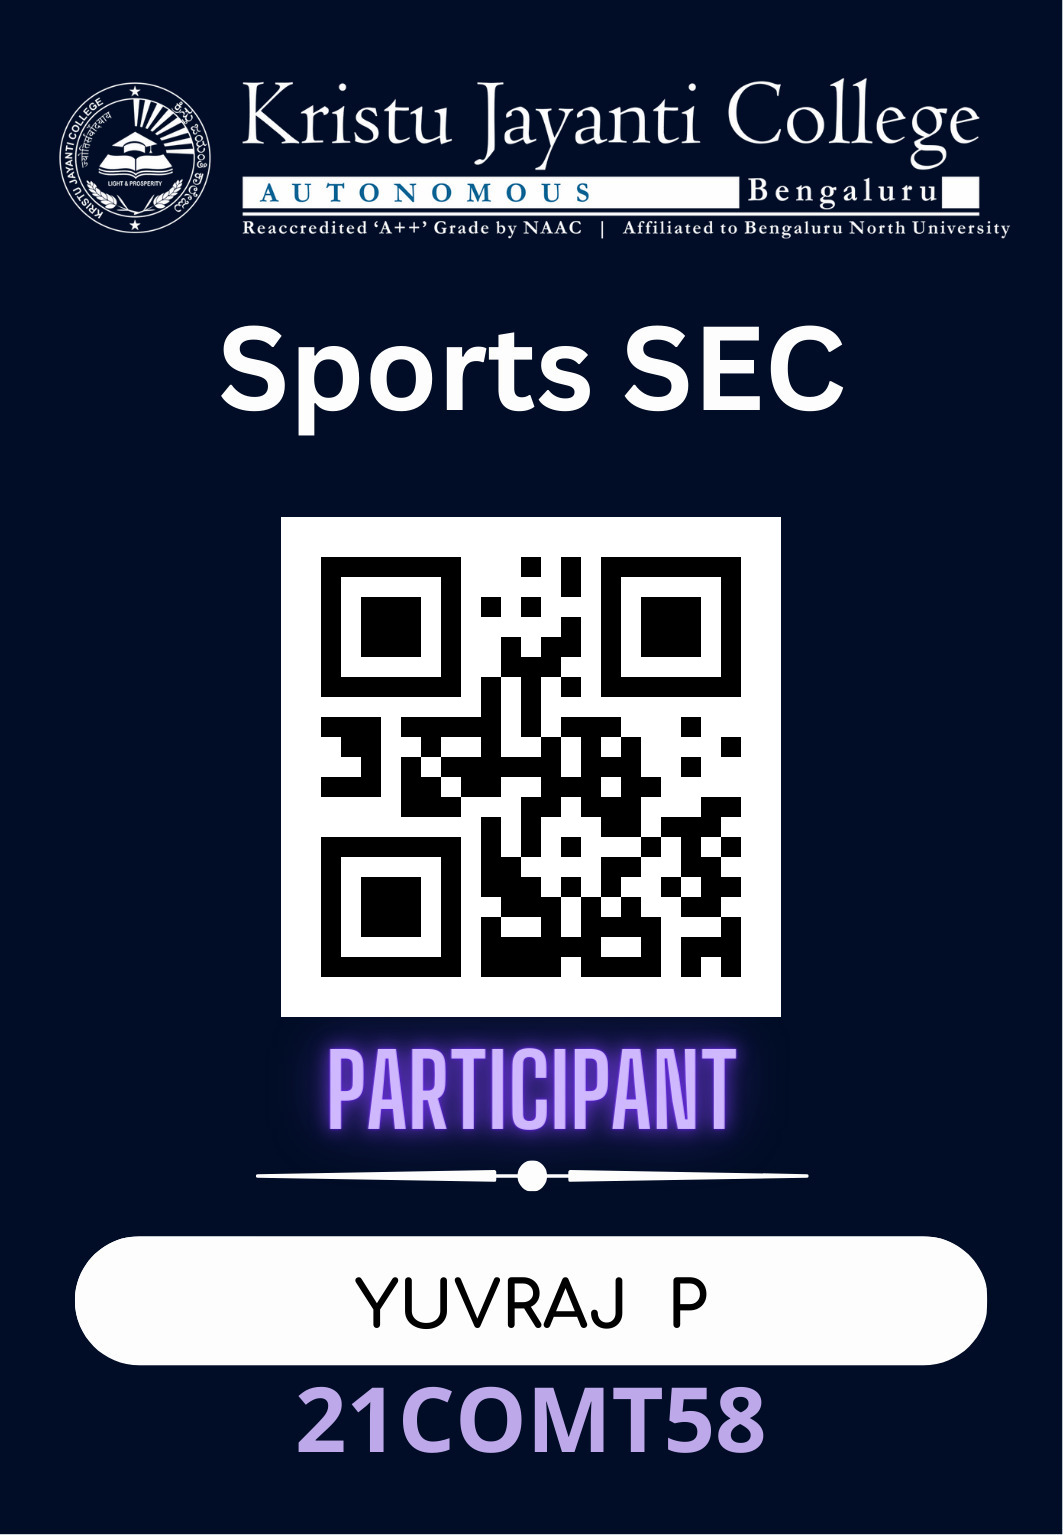 KRISTU JAYANTI COLLEGE
LIGHT & PROSPERITY
Kristu Jayanti College
AUTONOMOUS Bengaluru
Reaccredited ‘A++’ Grade by NAAC | Affiliated to Bengaluru North University
Sports SEC
PARTICIPANT
YUVRAJ P
21COMT58